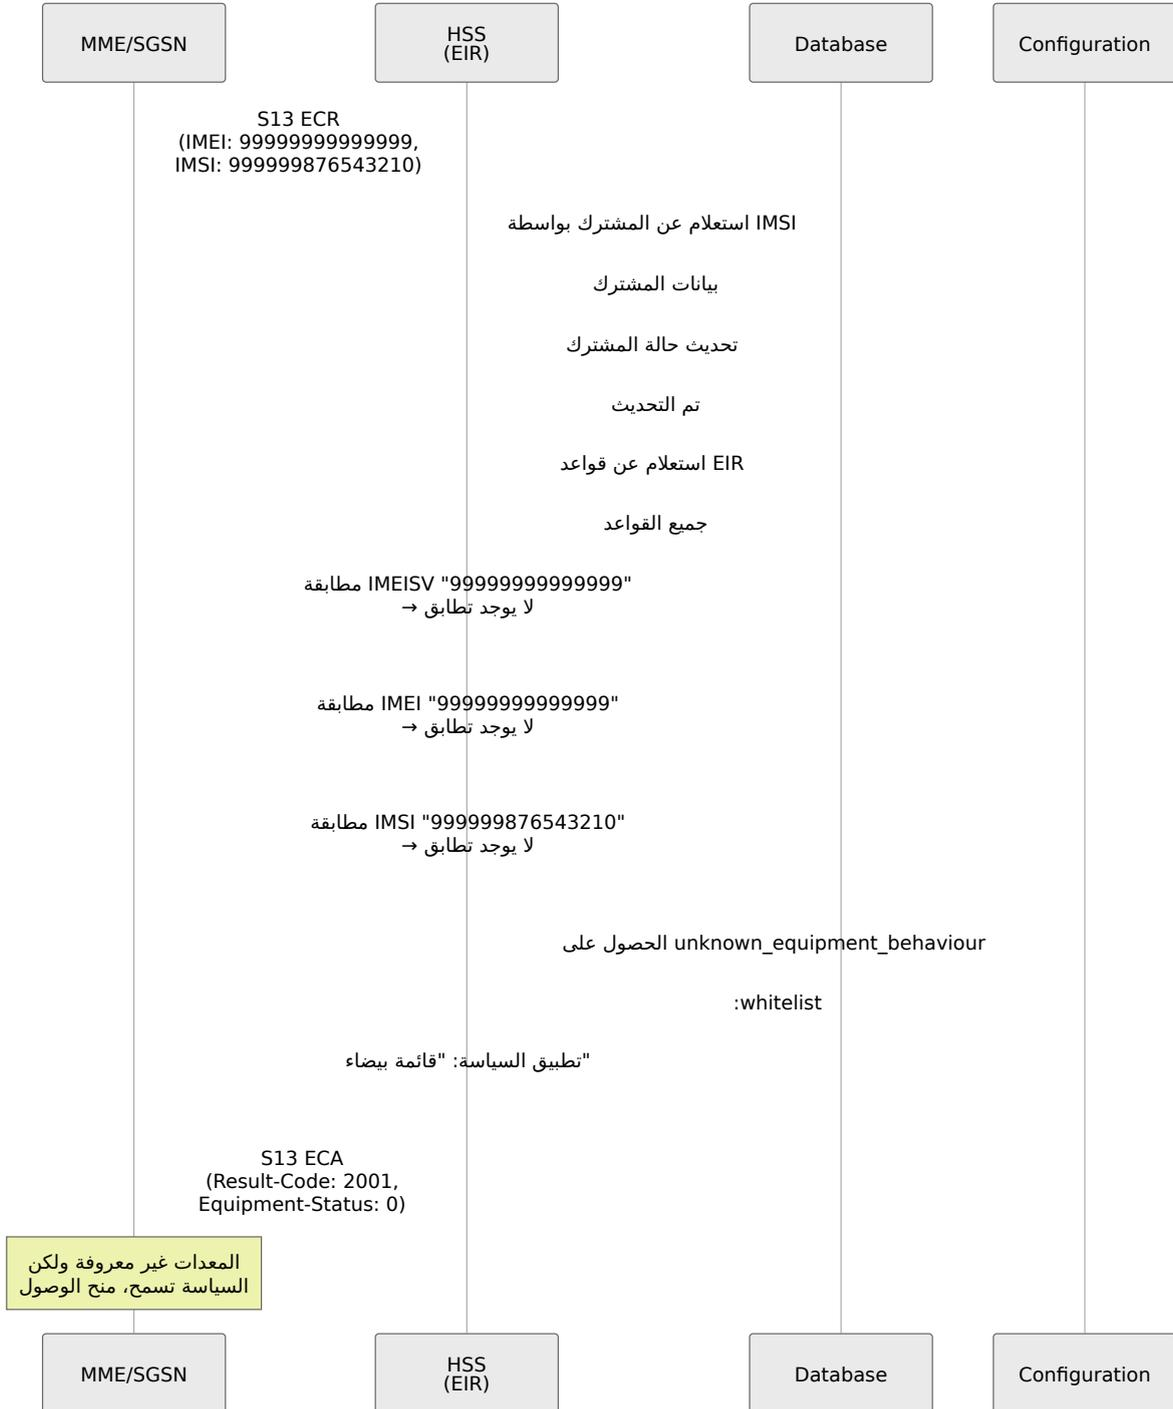 MME/SGSN
HSS
(EIR)
Database
Configuration
S13 ECR
(IMEI: 99999999999999,
IMSI: 999999876543210)
استعلام عن المشترك بواسطة IMSI
بيانات المشترك
تحديث حالة المشترك
تم التحديث
استعلام عن قواعد EIR
جميع القواعد
مطابقة IMEISV "99999999999999"
→ لا يوجد تطابق
مطابقة IMEI "99999999999999"
→ لا يوجد تطابق
مطابقة IMSI "999999876543210"
→ لا يوجد تطابق
الحصول على unknown_equipment_behaviour
:whitelist
تطبيق السياسة: "قائمة بيضاء"
S13 ECA
(Result-Code: 2001,
Equipment-Status: 0)
المعدات غير معروفة ولكن
السياسة تسمح، منح الوصول
MME/SGSN
HSS
(EIR)
Database
Configuration